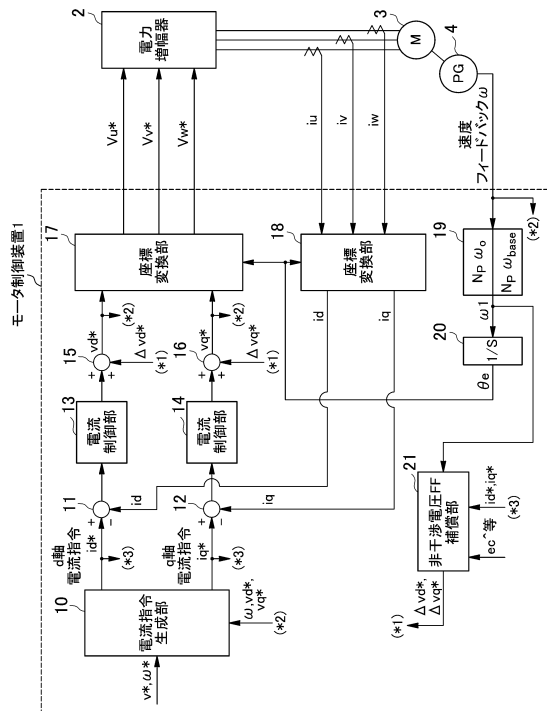 モータ制御装置1
v*,ω*
10
電流指令
生成部
ω,vd*,
vq*
(*2)
d軸
電流指令
id*
(*3)
q軸
電流指令
iq*
(*3)
11
+
−
id
12
+
−
iq
13
電流
制御部
14
電流
制御部
15
+
+
vd*
(*2)
Δvd*
(*1)
16
+
+
vq*
(*2)
Δvq*
(*1)
17
座標
変換部
18
座標
変換部
id
iq
Vu*
Vv*
Vw*
2
電力
増幅器
iu
iv
iw
3
M
4
PG
速度
フィードバックω
(*2)
19
NP ωo
NP ωbase
ω1
20
1/S
θe
21
非干渉電圧FF
補償部
Δvd*,
Δvq*
(*1)
ec^等
id*,iq*
(*3)